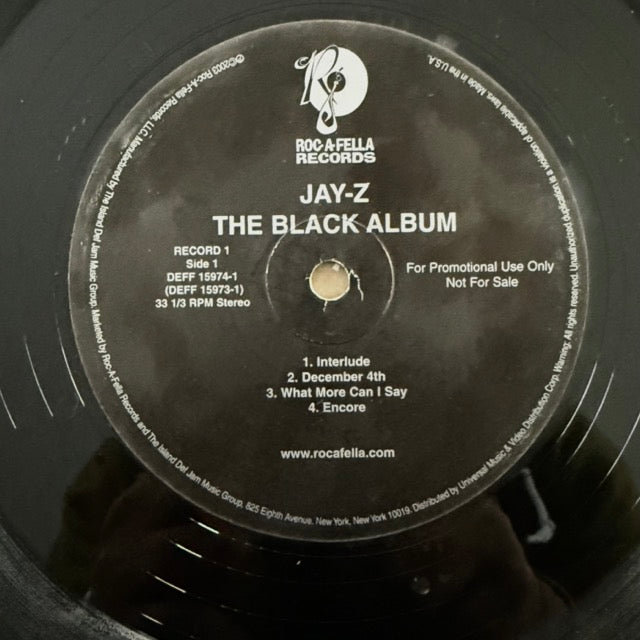 R
ROC-A-FELLA
RECORDS
JAY-Z
THE BLACK ALBUM
RECORD 1
Side 1
DEFF 15974-1
(DEFF 15973-1)
33 1/3 RPM Stereo
For Promotional Use Only
Not For Sale
1. Interlude
2. December 4th
3. What More Can I Say
4. Encore
www.rocafella.com
℗©2003 Roc-A-Fella Records, LLC. Manufactured by The Island Def Jam Music Group. Marketed by Roc-A-Fella Records and The Island Def Jam Music Group, 825 Eighth Avenue, New York, New York 10019. Distributed by Universal Music & Video Distribution Corp. Warning: All rights reserved. Unauthorized duplication is a violation of applicable laws. Made in the U.S.A.